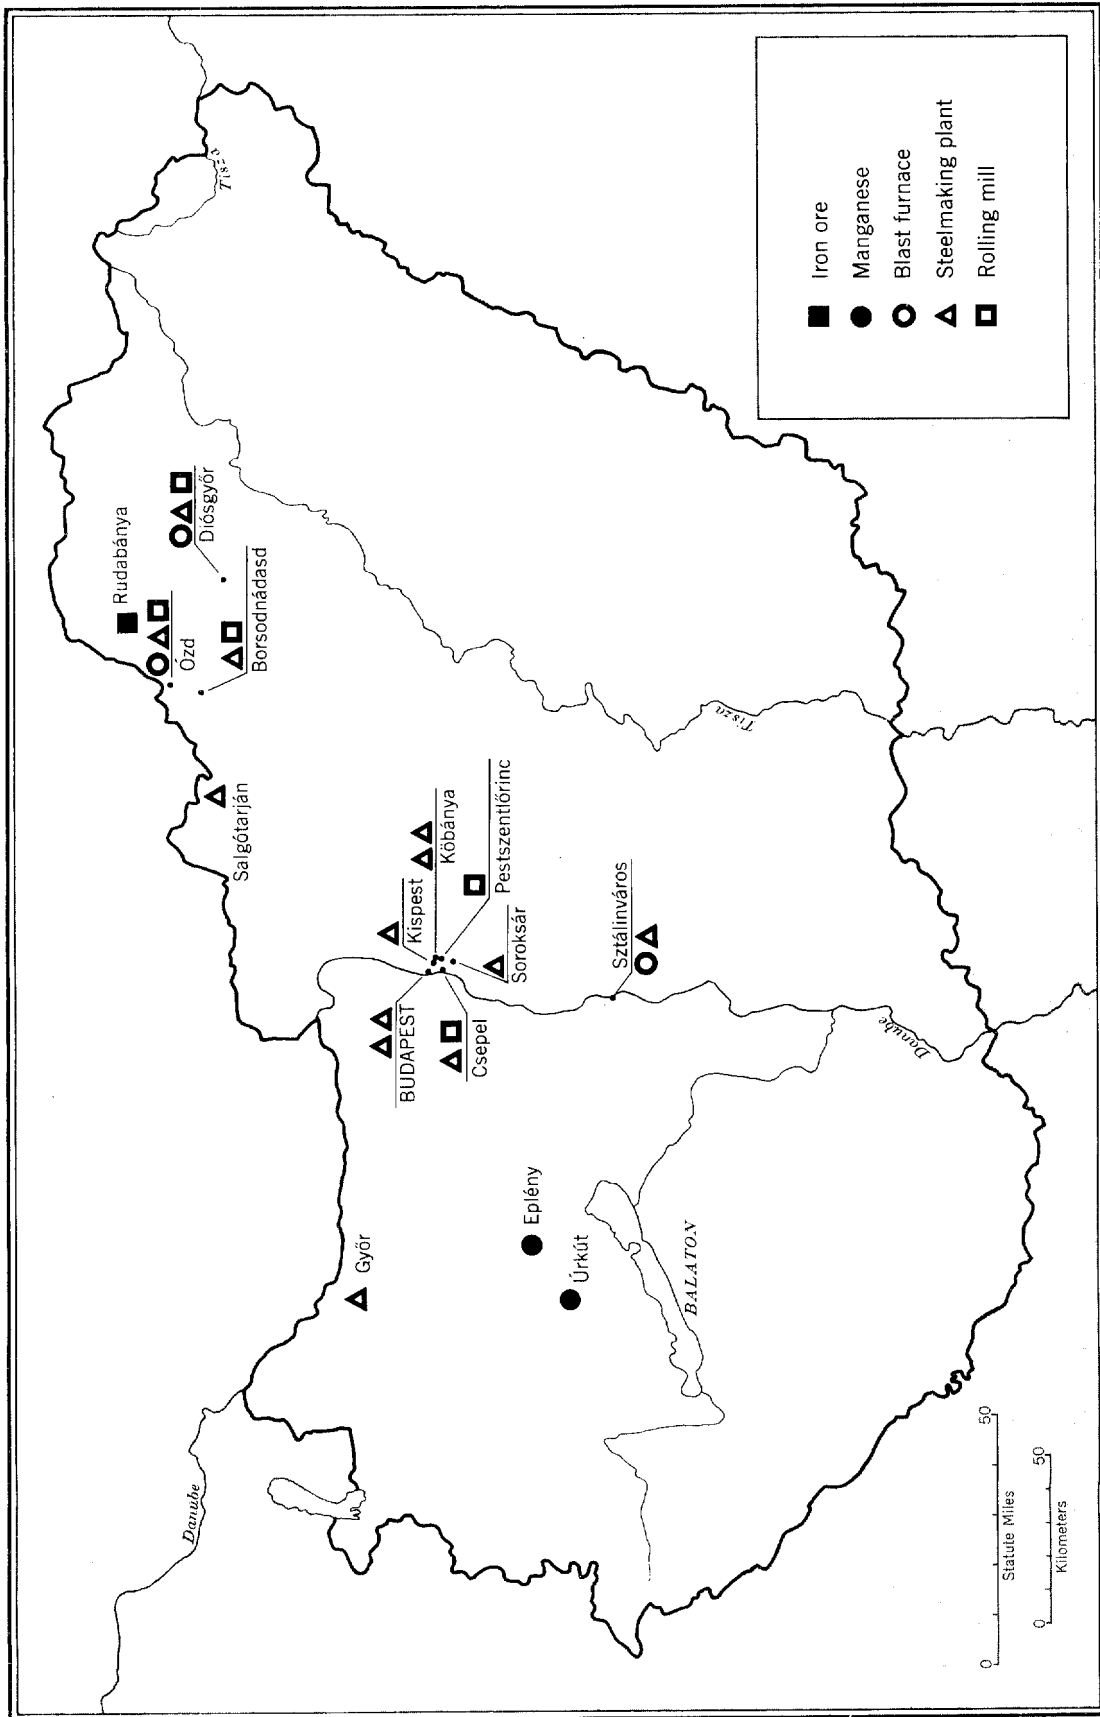 Danube
Tisza
Rudabánya
Ózd
Diósgyőr
Borsodnádasd
Salgótarján
Kispest
Köbánya
Pestszentlőrinc
Soroksár
BUDAPEST
Csepel
Sztálinváros
Győr
Eplény
Úrkút
BALATON
Tisza
Danube
Iron ore
Manganese
Blast furnace
Steelmaking plant
Rolling mill
0 50
Statute Miles
0 50
Kilometers